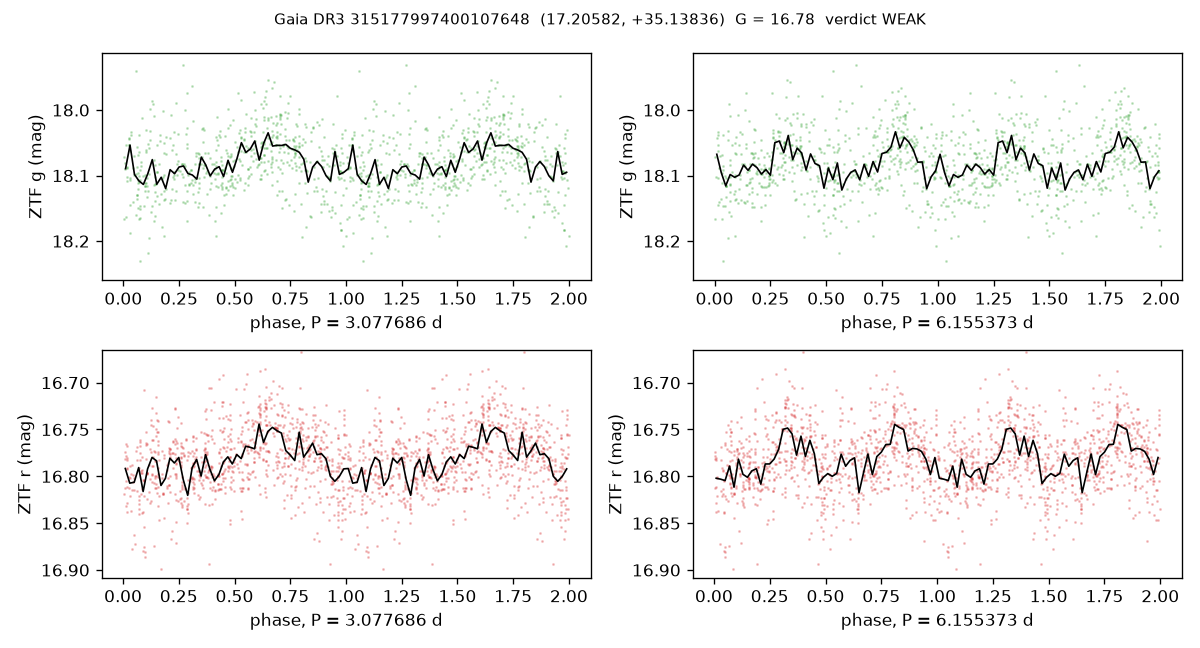 Gaia DR3 315177997400107648  (17.20582, +35.13836)  G = 16.78  verdict WEAK
ZTF g (mag)
18.0
18.1
18.2
0.00 0.25 0.50 0.75 1.00 1.25 1.50 1.75 2.00
phase, P = 3.077686 d
ZTF g (mag)
18.0
18.1
18.2
0.00 0.25 0.50 0.75 1.00 1.25 1.50 1.75 2.00
phase, P = 6.155373 d
ZTF r (mag)
16.70
16.75
16.80
16.85
16.90
0.00 0.25 0.50 0.75 1.00 1.25 1.50 1.75 2.00
phase, P = 3.077686 d
ZTF r (mag)
16.70
16.75
16.80
16.85
16.90
0.00 0.25 0.50 0.75 1.00 1.25 1.50 1.75 2.00
phase, P = 6.155373 d